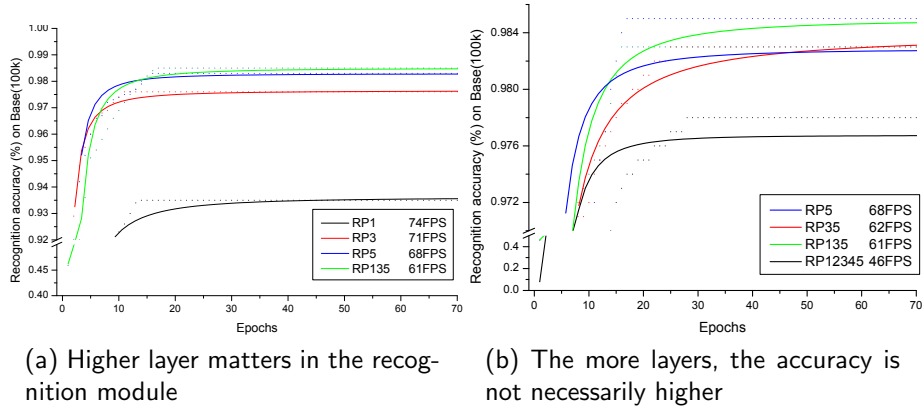 1.00
0.99
0.98
0.97
0.96
0.95
0.94
0.93
0.92
0.45
0.40
Recognition accuracy (%) on Base(100k)
0 10 20 30 40 50 60 70
Epochs
RP1 74FPS
RP3 71FPS
RP5 68FPS
RP135 61FPS
(a) Higher layer matters in the recog-
nition module
0.984
0.980
0.976
0.972
0.4
0.2
0.0
Recognition accuracy (%) on Base(100k)
0 10 20 30 40 50 60 70
Epochs
RP5 68FPS
RP35 62FPS
RP135 61FPS
RP12345 46FPS
(b) The more layers, the accuracy is
not necessarily higher